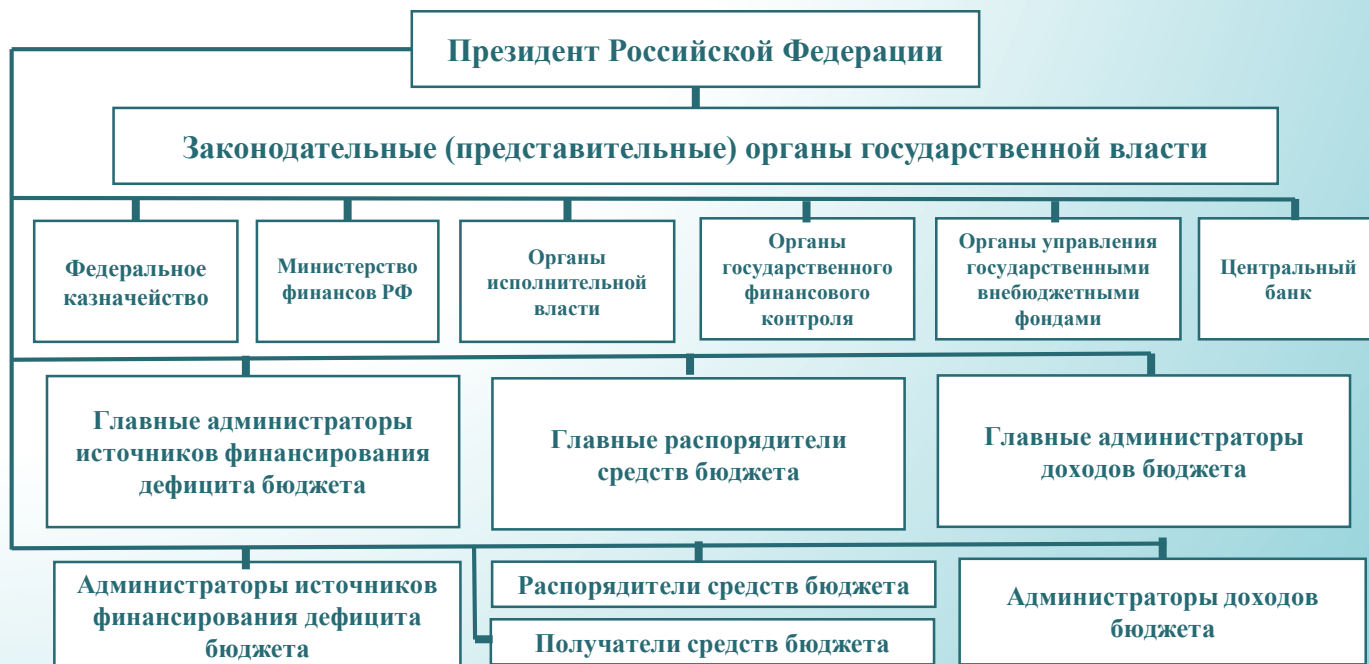 Президент Российской Федерации
Законодательные (представительные) органы государственной власти
Федеральное
казначейство
Министерство
финансов РФ
Органы
исполнительной
власти
Органы
государственного
финансового
контроля
Органы управления
государственными
внебюджетными
фондами
Центральный
банк
Главные администраторы
источников финансирования
дефицита бюджета
Главные распорядители
средств бюджета
Главные администраторы
доходов бюджета
Администраторы источников
финансирования дефицита
бюджета
Распорядители средств бюджета
Получатели средств бюджета
Администраторы доходов
бюджета